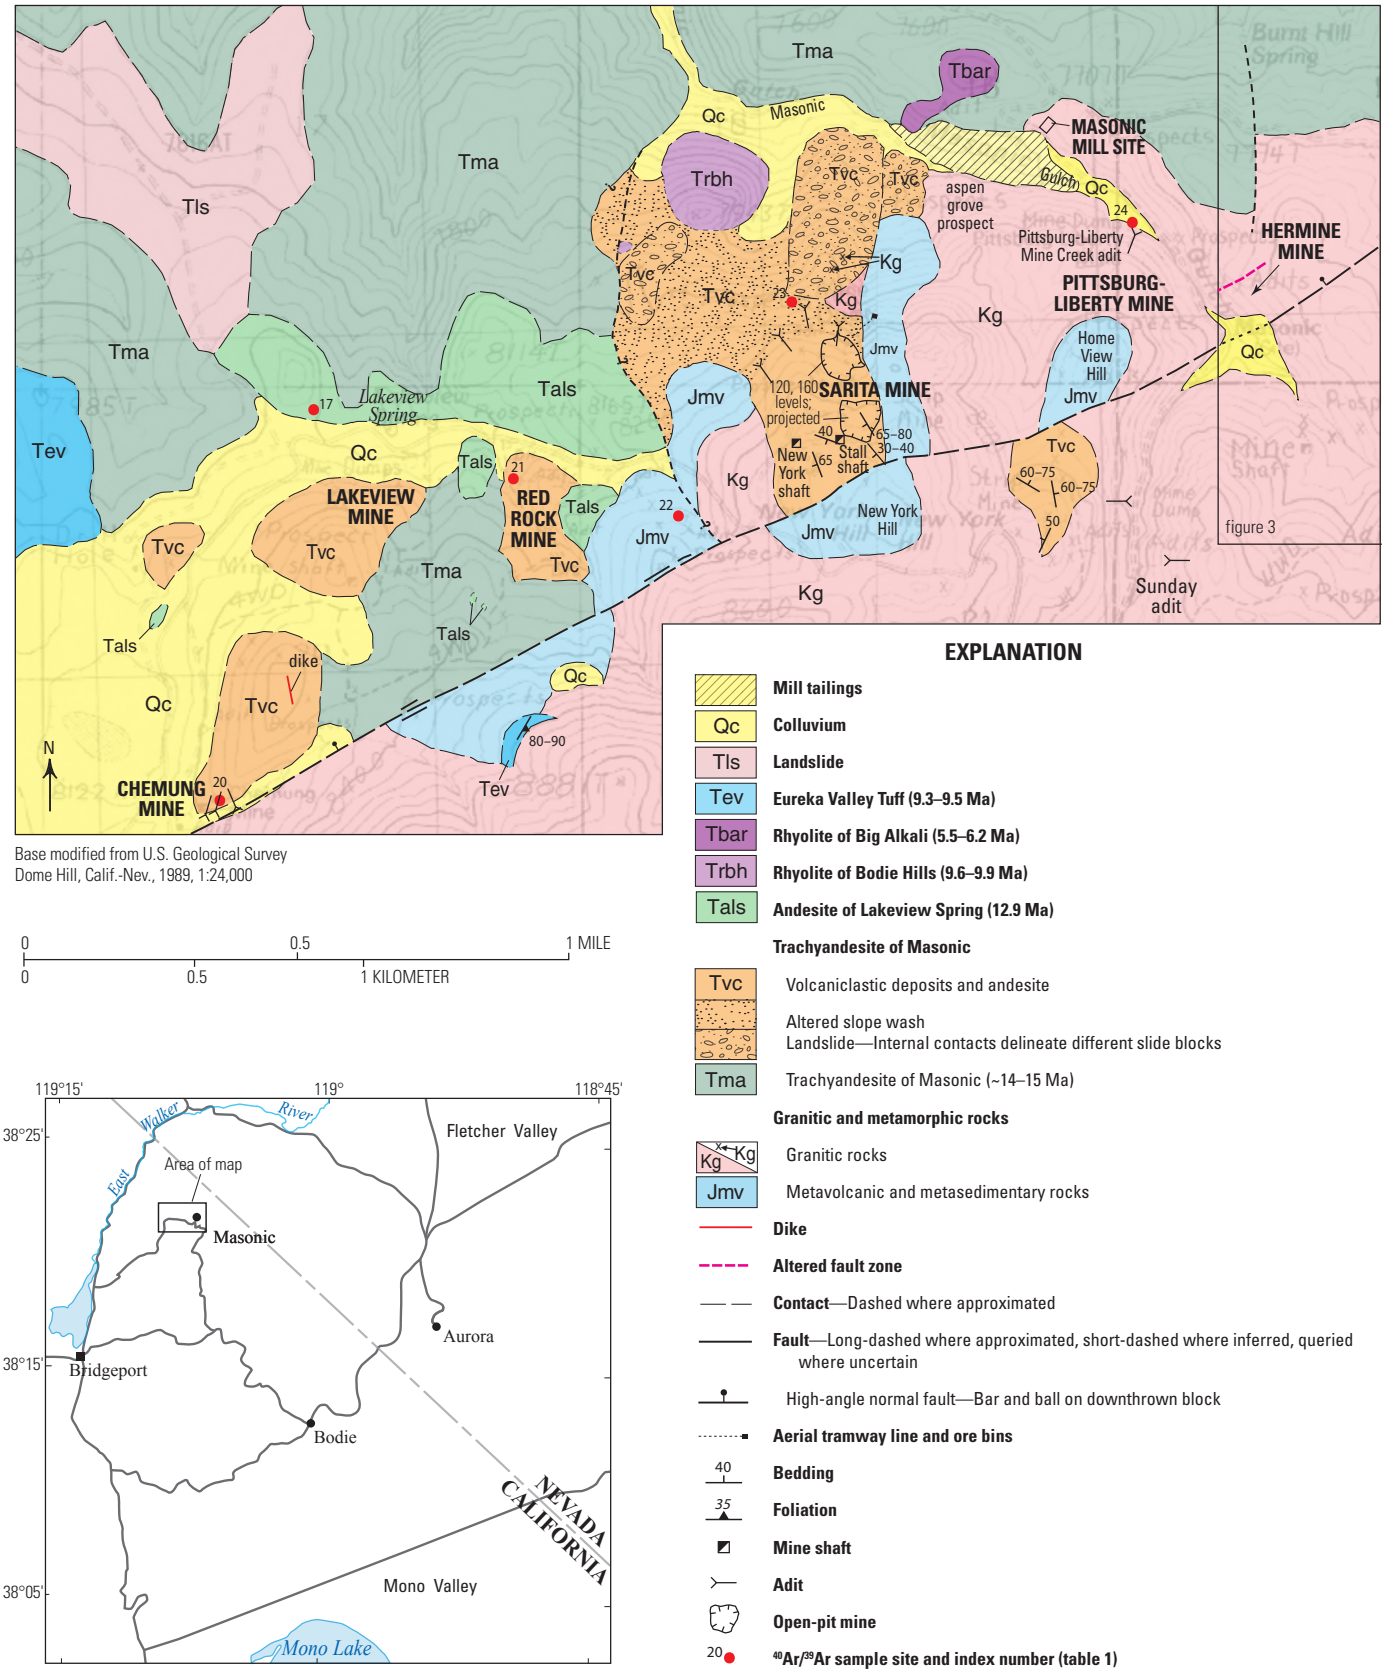 Tma
Tbar
Burnt Hill
Spring
Qc
Masonic
MASONIC
MILL SITE
Tma
Trbh
Tvc
Tvc
Gulch
Qc
aspen
grove
prospect
24
Tls
Pittsburg-Liberty
Mine Creek adit
HERMINE
MINE
Tvc
Kg
PITTSBURG-
LIBERTY MINE
Tvc
23
Kg
Kg
Tma
Home
View
Hill
Jmv
Qc
Jmv
Tals
Lakeview
Spring
17
Jmv
120, 160
levels;
projected
SARITA MINE
Tev
Qc
Tals
40
65–80
30–40
New
York
shaft
65
Stall
shaft
Tvc
60–75
60–75
50
21
Kg
LAKEVIEW
MINE
RED
ROCK
MINE
Tals
22
Jmv
New York
Hill
Jmv
figure 3
Tvc
Tvc
Tma
Tvc
Kg
Sunday
adit
Tals
Tals
dike
Qc
Tvc
Qc
80–90
Tev
N
CHEMUNG
MINE
20
Base modified from U.S. Geological Survey
Dome Hill, Calif.-Nev., 1989, 1:24,000
0 0.5 1 MILE
0 0.5 1 KILOMETER
EXPLANATION
Mill tailings
Qc Colluvium
Tls Landslide
Tev Eureka Valley Tuff (9.3–9.5 Ma)
Tbar Rhyolite of Big Alkali (5.5–6.2 Ma)
Trbh Rhyolite of Bodie Hills (9.6–9.9 Ma)
Tals Andesite of Lakeview Spring (12.9 Ma)
Trachyandesite of Masonic
Tvc Volcaniclastic deposits and andesite
Altered slope wash
Landslide—Internal contacts delineate different slide blocks
Tma Trachyandesite of Masonic (~14–15 Ma)
Granitic and metamorphic rocks
Kg x Kg Granitic rocks
Jmv Metavolcanic and metasedimentary rocks
Dike
Altered fault zone
Contact—Dashed where approximated
Fault—Long-dashed where approximated, short-dashed where inferred, queried
where uncertain
High-angle normal fault—Bar and ball on downthrown block
Aerial tramway line and ore bins
40 Bedding
35 Foliation
Mine shaft
Adit
Open-pit mine
20 ⁴⁰Ar/³⁹Ar sample site and index number (table 1)
119°15' 119° 118°45'
38°25'
38°15'
38°05'
Walker
River
East
Fletcher Valley
Area of map
Masonic
Aurora
Bridgeport
Bodie
NEVADA
CALIFORNIA
Mono Valley
Mono Lake